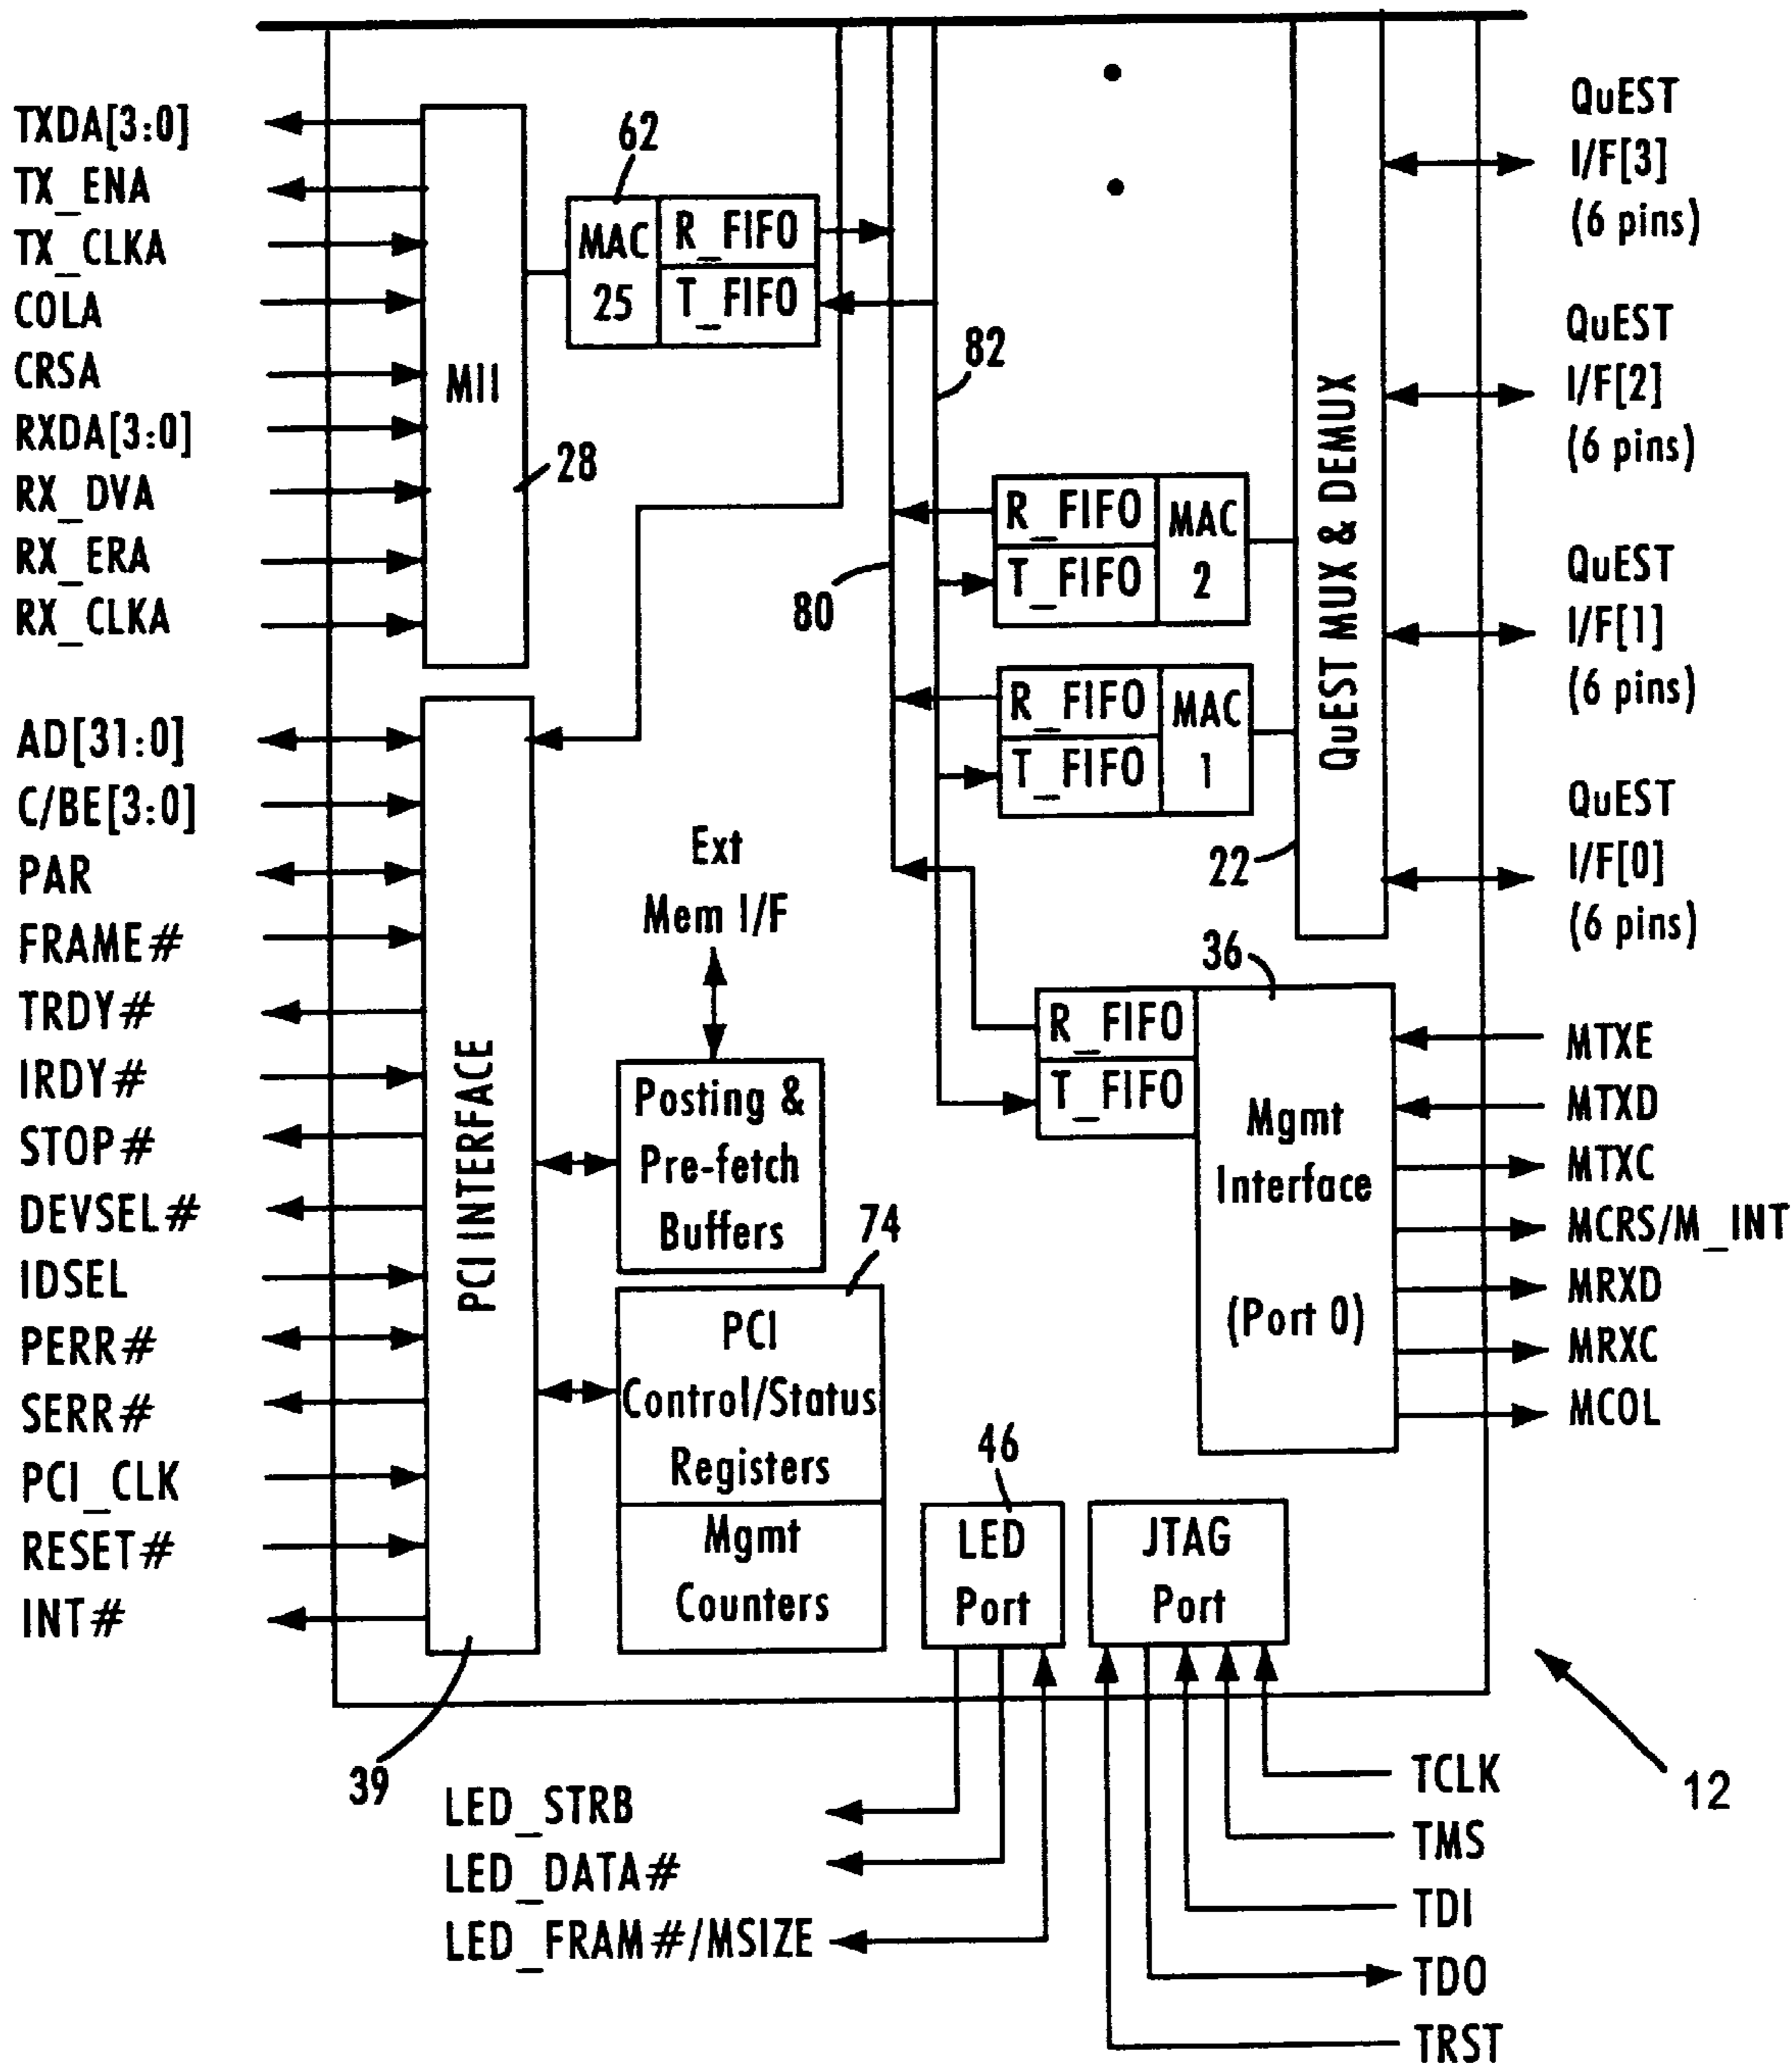 TXDA[3:0]
TX_ENA
TX_CLKA
COLA
CRSA
RXDA[3:0]
RX_DVA
RX_ERA
RX_CLKA
MII
28
62
MAC
25
R_FIFO
T_FIFO
82
80
R_FIFO
T_FIFO
MAC
2
R_FIFO
T_FIFO
MAC
1
QuEST MUX & DEMUX
22
QuEST
I/F[3]
(6 pins)
QuEST
I/F[2]
(6 pins)
QuEST
I/F[1]
(6 pins)
QuEST
I/F[0]
(6 pins)
AD[31:0]
C/BE[3:0]
PAR
FRAME#
TRDY#
IRDY#
STOP#
DEVSEL#
IDSEL
PERR#
SERR#
PCI_CLK
RESET#
INT#
PCI INTERFACE
39
Ext
Mem I/F
Posting &
Pre-fetch
Buffers
74
PCI
Control/Status
Registers
Mgmt
Counters
36
R_FIFO
T_FIFO
Mgmt
Interface
(Port 0)
MTXE
MTXD
MTXC
MCRS/M_INT
MRXD
MRXC
MCOL
46
LED
Port
JTAG
Port
LED_STRB
LED_DATA#
LED_FRAM#/MSIZE
TCLK
TMS
TDI
TDO
TRST
12